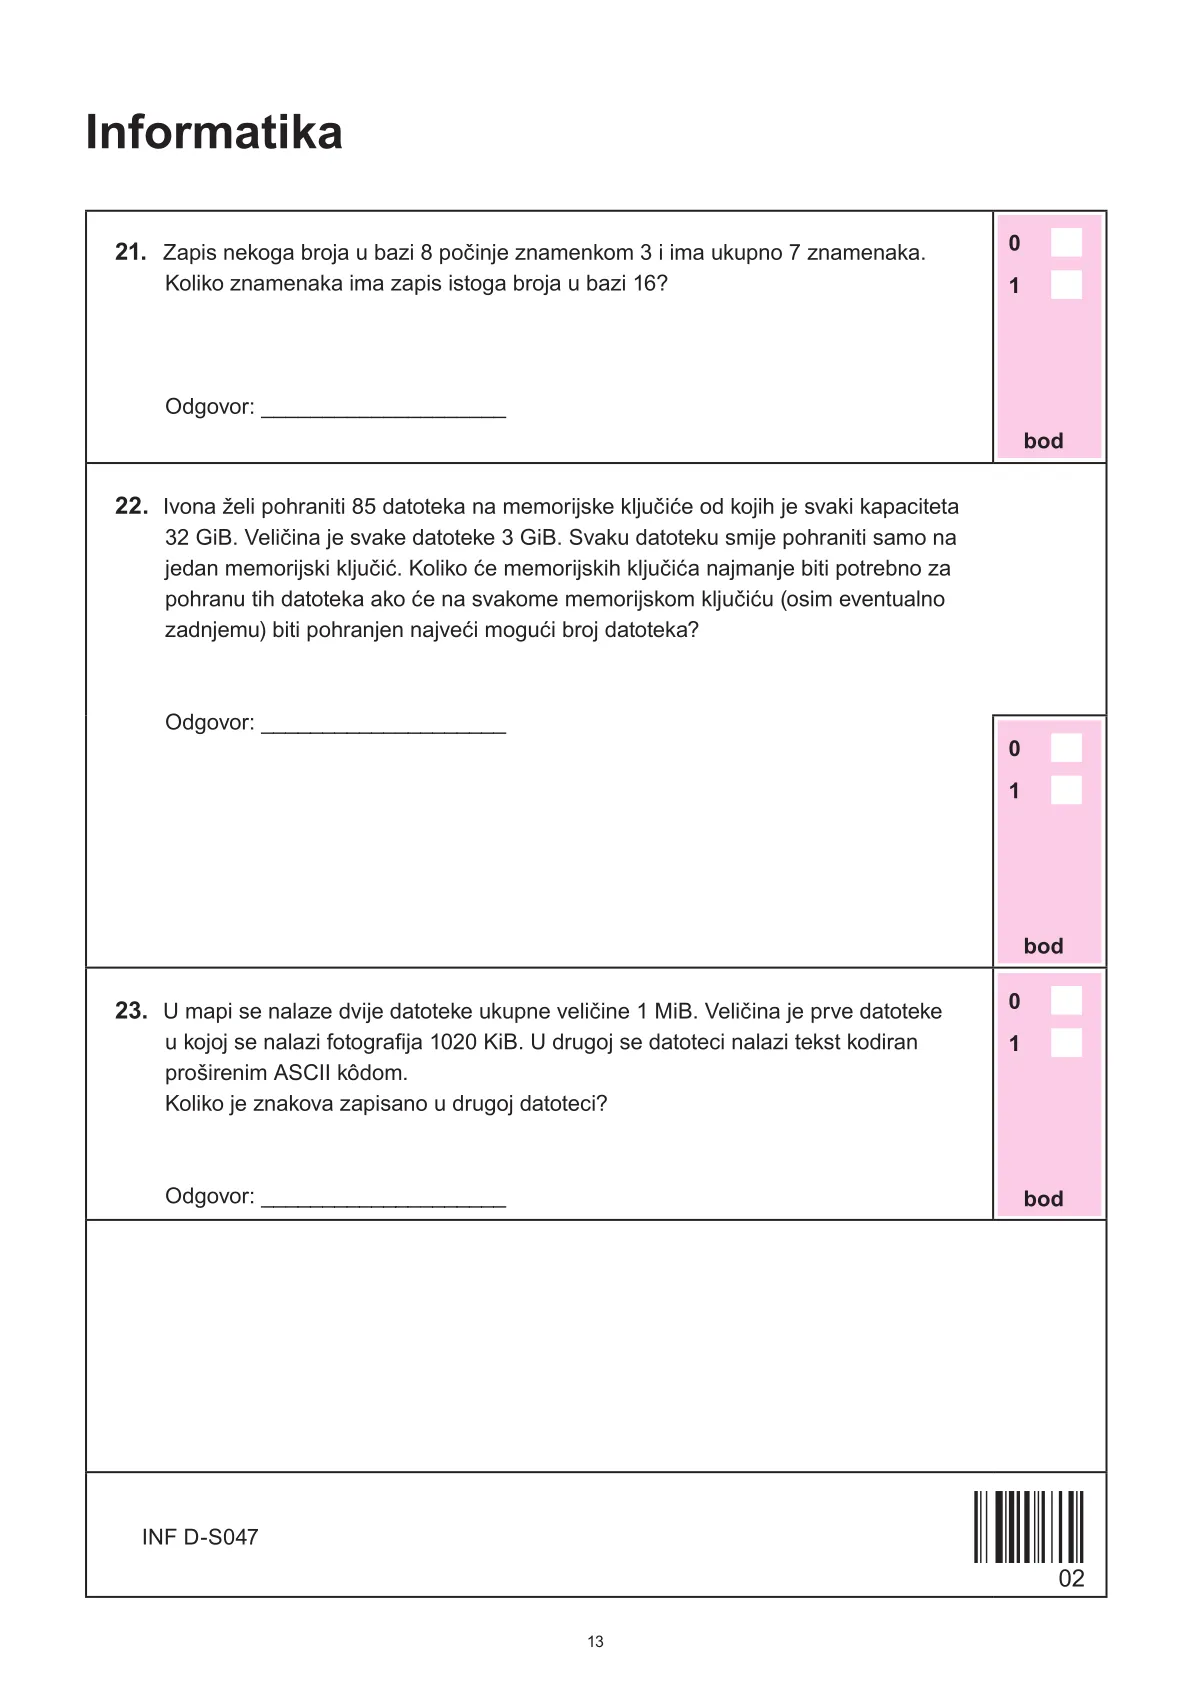 Informatika
21. Zapis nekoga broja u bazi 8 počinje znamenkom 3 i ima ukupno 7 znamenaka.
Koliko znamenaka ima zapis istoga broja u bazi 16?
Odgovor: ____________________
0
1
bod
22. Ivona želi pohraniti 85 datoteka na memorijske ključiće od kojih je svaki kapaciteta
32 GiB. Veličina je svake datoteke 3 GiB. Svaku datoteku smije pohraniti samo na
jedan memorijski ključić. Koliko će memorijskih ključića najmanje biti potrebno za
pohranu tih datoteka ako će na svakome memorijskom ključiću (osim eventualno
zadnjemu) biti pohranjen najveći mogući broj datoteka?
Odgovor: ____________________
0
1
bod
23. U mapi se nalaze dvije datoteke ukupne veličine 1 MiB. Veličina je prve datoteke
u kojoj se nalazi fotografija 1020 KiB. U drugoj se datoteci nalazi tekst kodiran
proširenim ASCII kôdom.
Koliko je znakova zapisano u drugoj datoteci?
Odgovor: ____________________
0
1
bod
INF D-S047
02
13